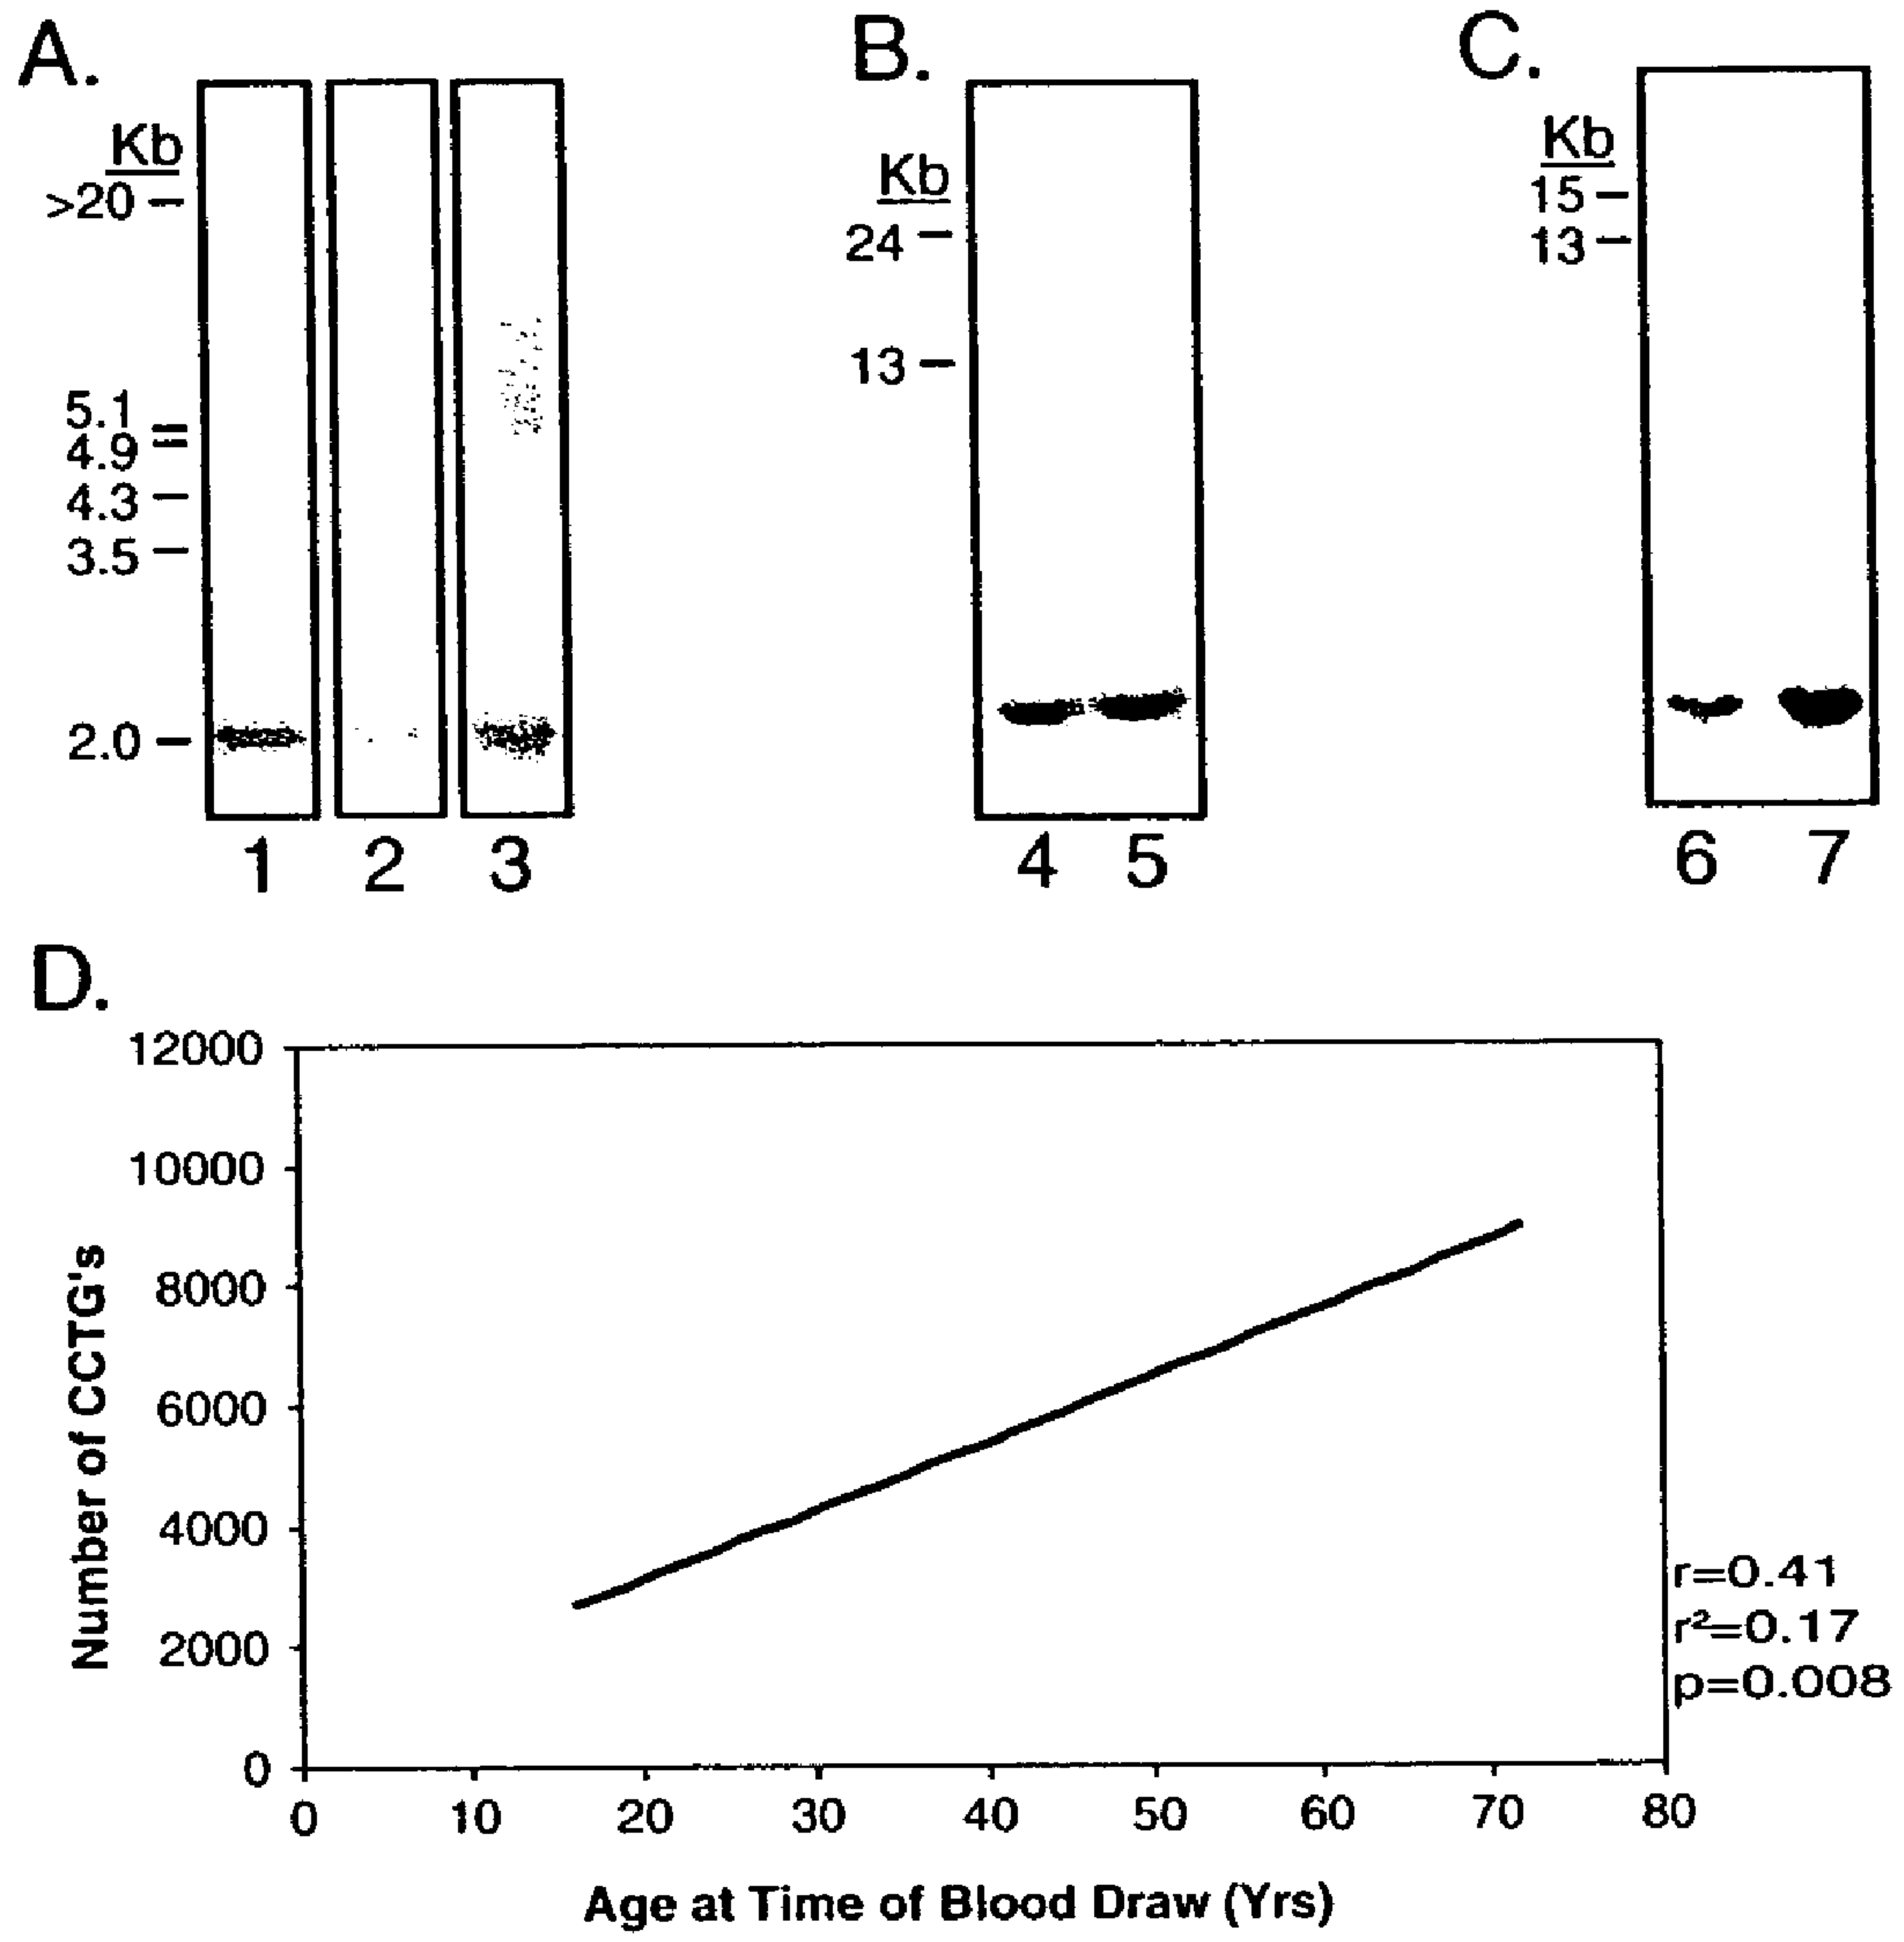 A.
Kb
>20
5.1
4.9
4.3
3.5
2.0
1 2 3
B.
Kb
24
13
4 5
C.
Kb
15
13
6 7
D.
12000
10000
8000
6000
4000
2000
0
Number of CCTG's
0 10 20 30 40 50 60 70 80
Age at Time of Blood Draw (Yrs)
r=0.41
r²=0.17
p=0.008